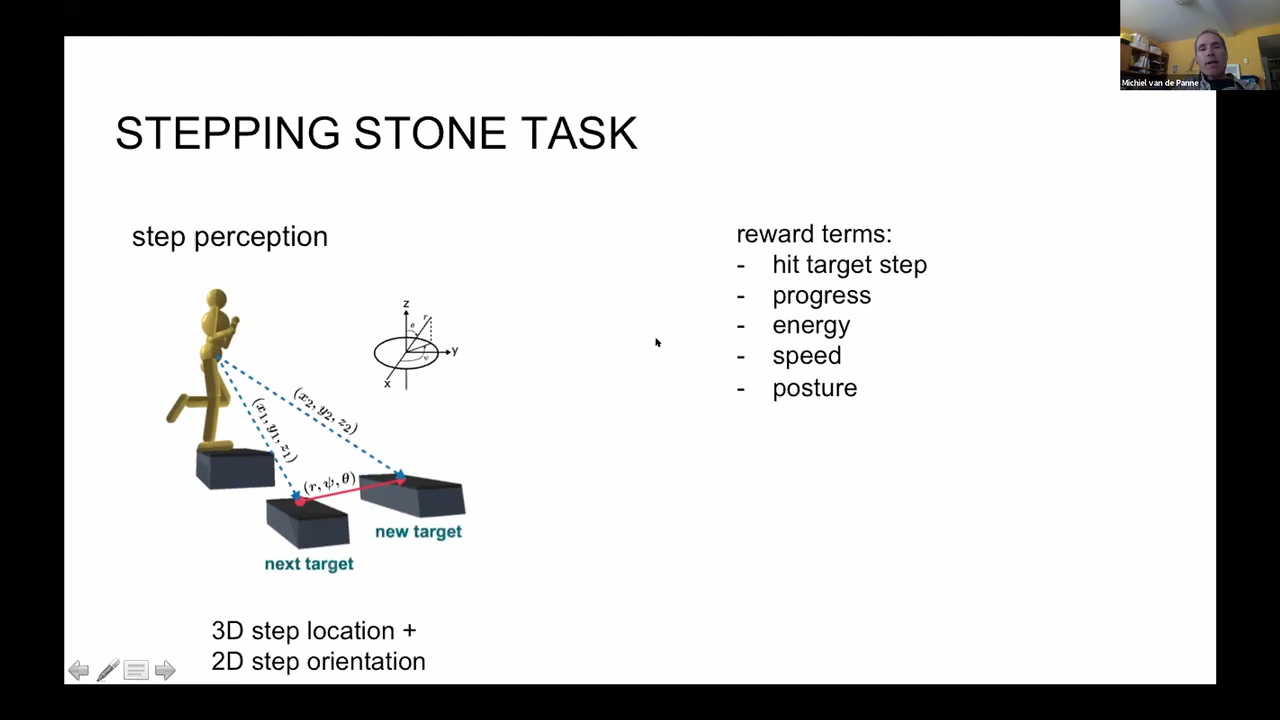 Michiel van de Panne
STEPPING STONE TASK
step perception
reward terms:
- hit target step
- progress
- energy
- speed
- posture
z
r
θ
y
ψ
x
(x₂, y₂, z₂)
(x₁, y₁, z₁)
(r, ψ, θ)
new target
next target
3D step location +
2D step orientation